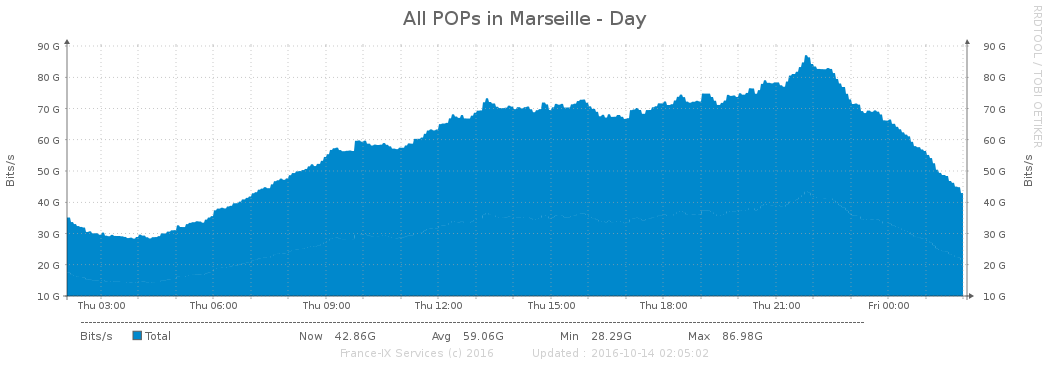 All POPs in Marseille - Day
RRDTOOL / TOBI OETIKER
90 G 90 G
80 G 80 G
70 G 70 G
60 G 60 G
50 G 50 G
40 G 40 G
30 G 30 G
20 G 20 G
10 G 10 G
Bits/s
Bits/s
Thu 03:00 Thu 06:00 Thu 09:00 Thu 12:00 Thu 15:00 Thu 18:00 Thu 21:00 Fri 00:00
Bits/s Total Now 42.86G Avg 59.06G Min 28.29G Max 86.98G
France-IX Services (c) 2016 Updated : 2016-10-14 02:05:02